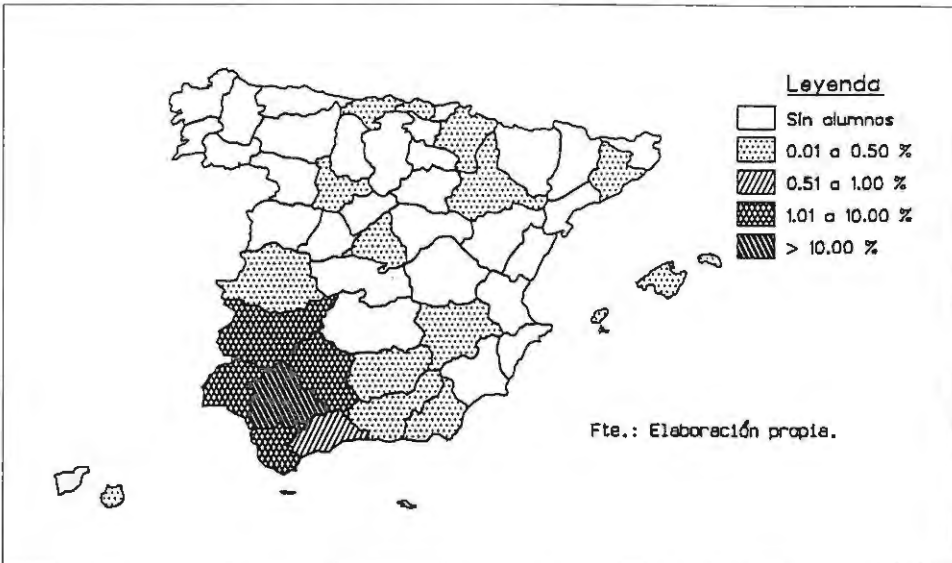 Leyenda
Sin alumnos
0.01 a 0.50 %
0.51 a 1.00 %
1.01 a 10.00 %
> 10.00 %
Fte.: Elaboración propia.